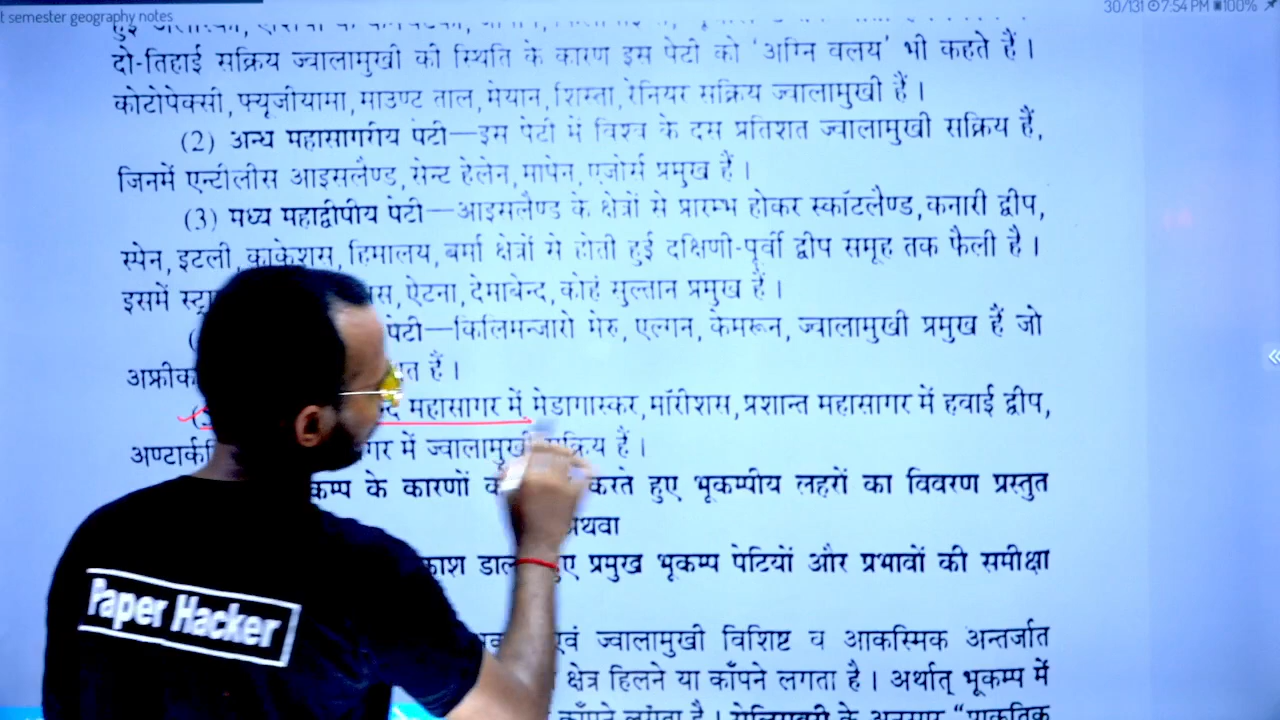 t semester geography notes
30/131 7:54 PM 100%
दो-तिहाई सक्रिय ज्वालामुखी की स्थिति के कारण इस पेटी को ‘अग्नि वलय’ भी कहते हैं।
कोटोपेक्सी, फ्यूजीयामा, माउण्ट ताल, मेयान, शिस्ता, रेनियर सक्रिय ज्वालामुखी हैं।
(2) अन्ध महासागरीय पेटी—इस पेटी में विश्व के दस प्रतिशत ज्वालामुखी सक्रिय हैं,
जिनमें एन्टीलीस आइसलैण्ड, सेन्ट हेलेन, मापेन, एजोर्स प्रमुख हैं।
(3) मध्य महाद्वीपीय पेटी—आइसलैण्ड के क्षेत्रों से प्रारम्भ होकर स्कॉटलैण्ड, कनारी द्वीप,
स्पेन, इटली, काकेशस, हिमालय, बर्मा क्षेत्रों से होती हुई दक्षिणी-पूर्वी द्वीप समूह तक फैली है।
इसमें ऐटना, देमाबेन्द, कोहं सुल्तान प्रमुख हैं।
पेटी—किलिमन्जारो मेरु, एल्गन, केमरून, ज्वालामुखी प्रमुख हैं जो
हैं।
महासागर में मेडागास्कर, मॉरीशस, प्रशान्त महासागर में हवाई द्वीप,
में ज्वालामुखी सक्रिय हैं।
के कारणों करते हुए भूकम्पीय लहरों का विवरण प्रस्तुत
अथवा
प्रमुख भूकम्प पेटियों और प्रभावों की समीक्षा
एवं ज्वालामुखी विशिष्ट व आकस्मिक अन्तर्जात
क्षेत्र हिलने या काँपने लगता है। अर्थात् भूकम्प में
काँपने लगता है। के अनुसार “प्राकृतिक
Paper Hacker